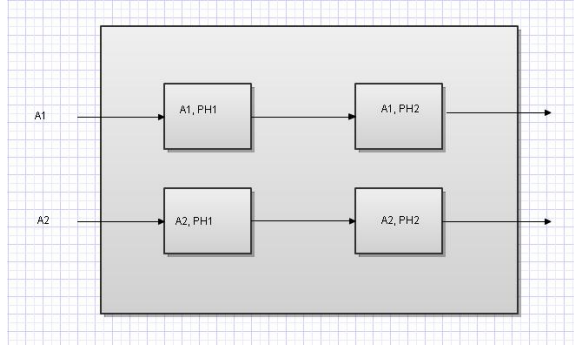 A1
A1, PH1
A1, PH2
A2
A2, PH1
A2, PH2